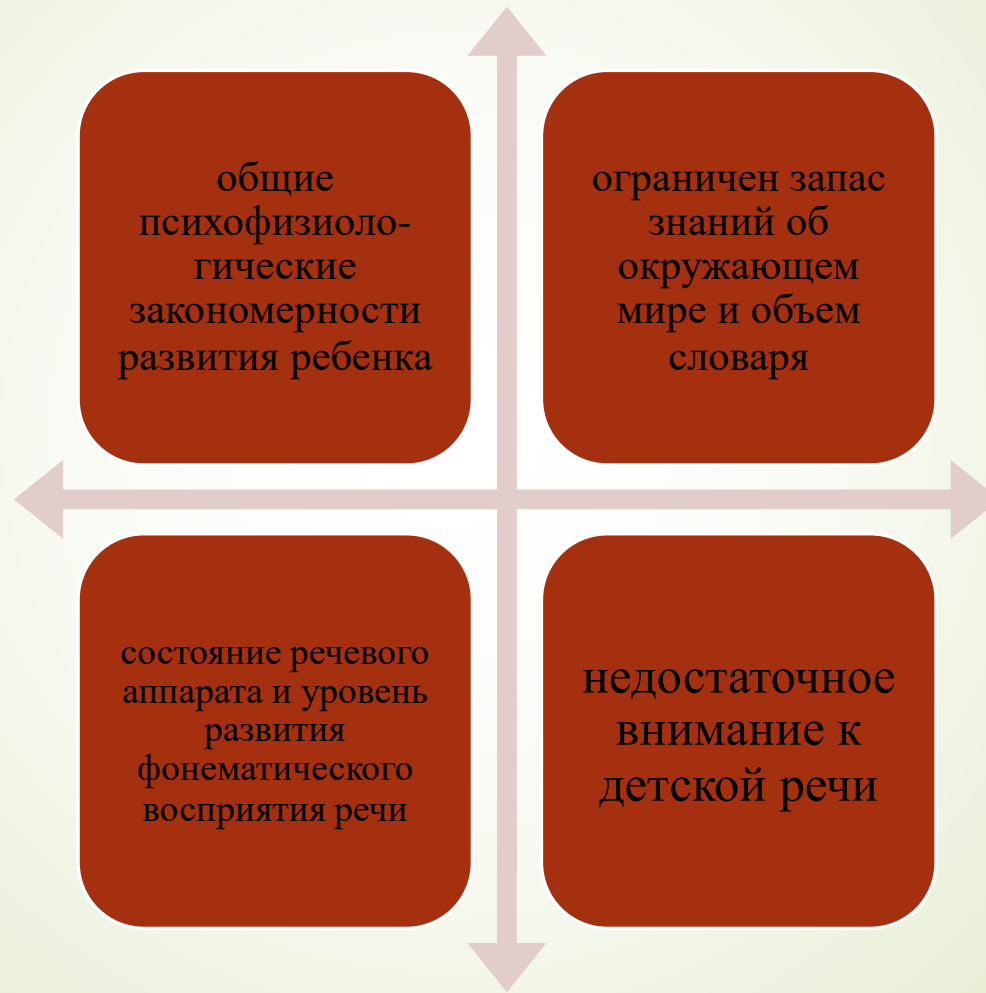 общие
психофизиоло-
гические
закономерности
развития ребенка
ограничен запас
знаний об
окружающем
мире и объем
словаря
состояние речевого
аппарата и уровень
развития
фонематического
восприятия речи
недостаточное
внимание к
детской речи